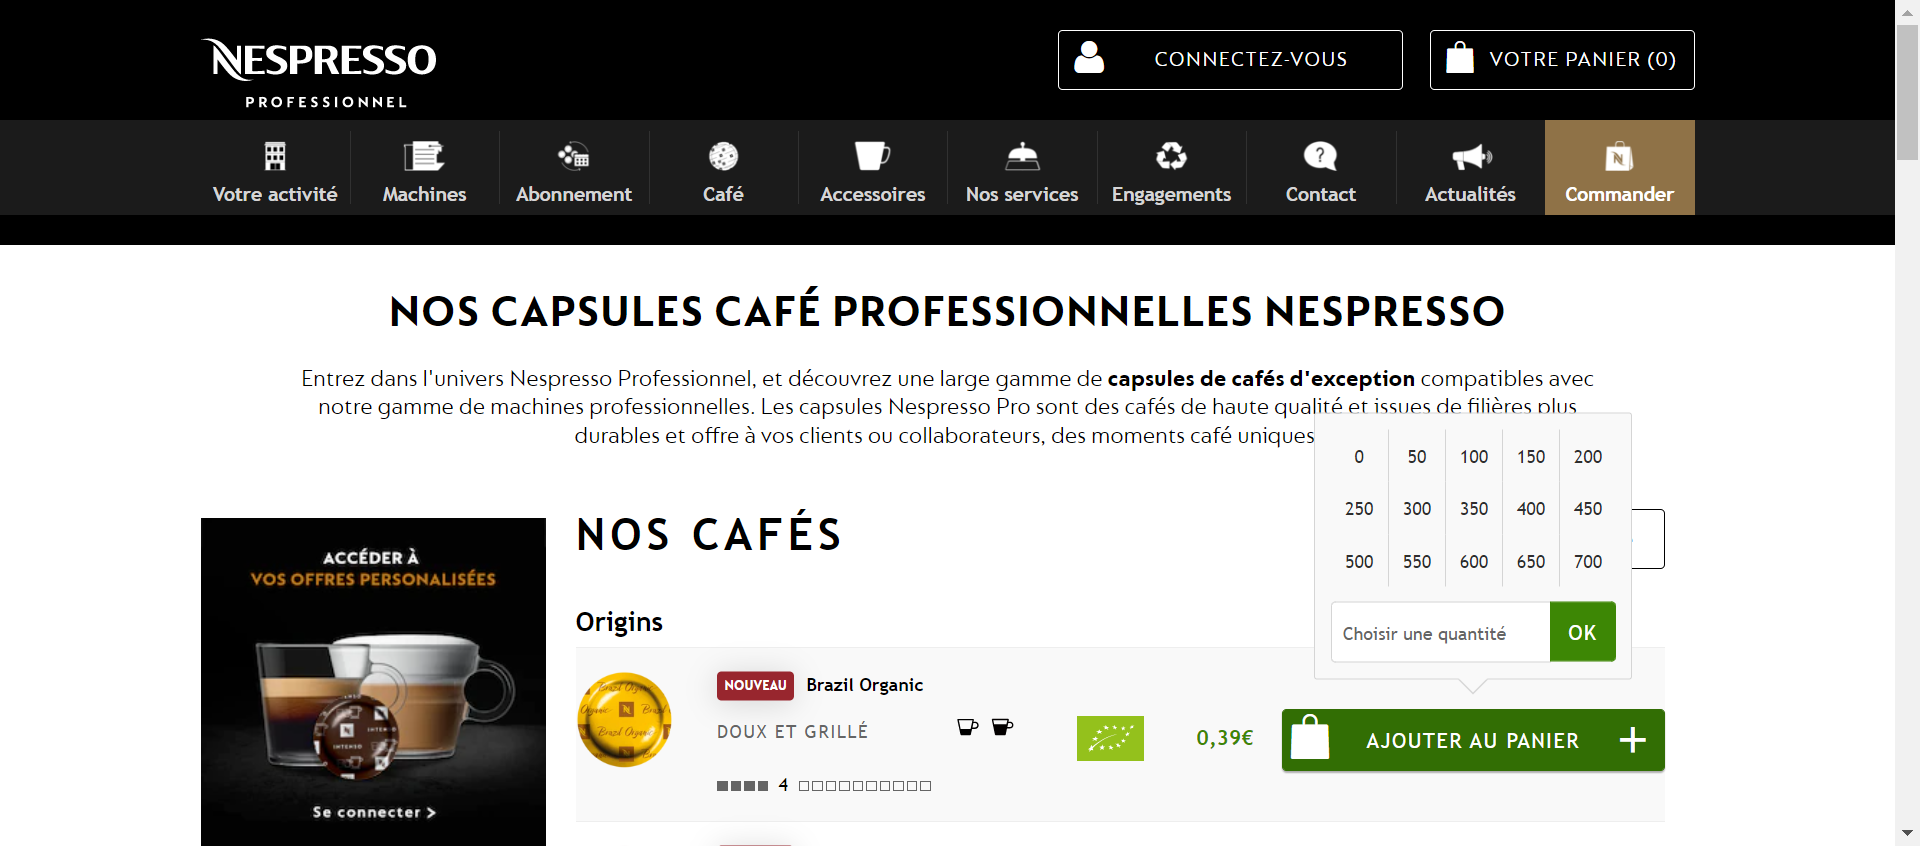 NESPRESSO
PROFESSIONNEL
CONNECTEZ-VOUS
VOTRE PANIER (0)
Votre activité
Machines
Abonnement
Café
Accessoires
Nos services
Engagements
Contact
Actualités
Commander
NOS CAPSULES CAFÉ PROFESSIONNELLES NESPRESSO
Entrez dans l'univers Nespresso Professionnel, et découvrez une large gamme de capsules de cafés d'exception compatibles avec
notre gamme de machines professionnelles. Les capsules Nespresso Pro sont des cafés de haute qualité et issues de filières plus
durables et offre à vos clients ou collaborateurs, des moments café uniques
0 50 100 150 200
250 300 350 400 450
500 550 600 650 700
Choisir une quantité
OK
ACCÉDER À
VOS OFFRES PERSONALISÉES
INTENSO
Se connecter >
NOS CAFÉS
Origins
Brazil Organic
NOUVEAU
Brazil Organic
DOUX ET GRILLÉ
4
0,39€
AJOUTER AU PANIER